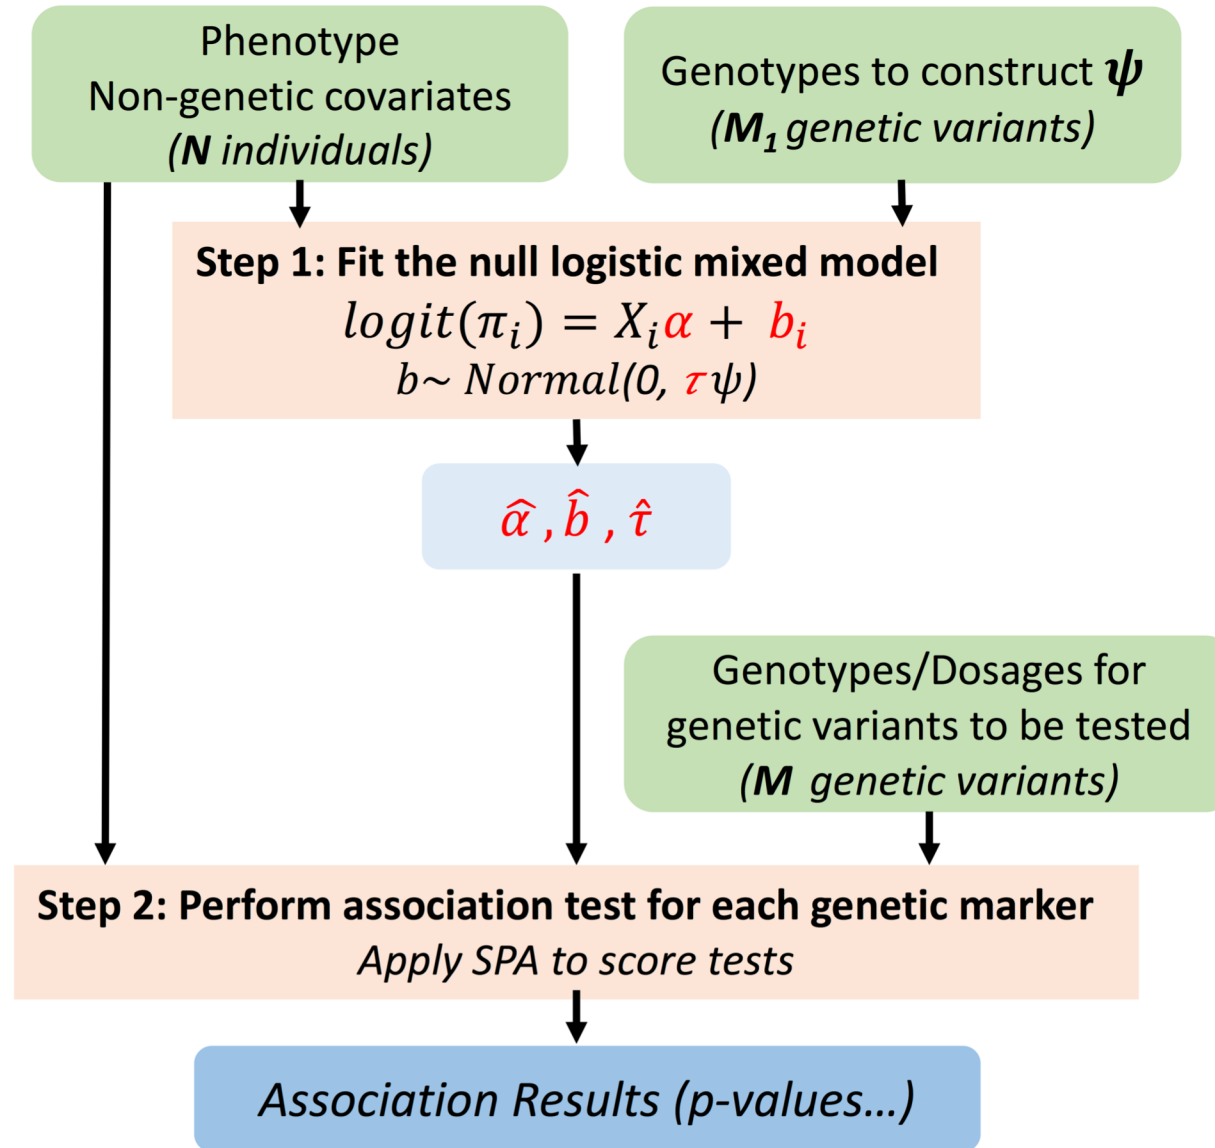 Phenotype
Non-genetic covariates
(N individuals)
Genotypes to construct ψ
(M₁ genetic variants)
Step 1: Fit the null logistic mixed model
logit(πᵢ) = Xᵢα + bᵢ
b~ Normal(0, τψ)
α̂ , b̂ , τ̂
Genotypes/Dosages for
genetic variants to be tested
(M genetic variants)
Step 2: Perform association test for each genetic marker
Apply SPA to score tests
Association Results (p-values...)